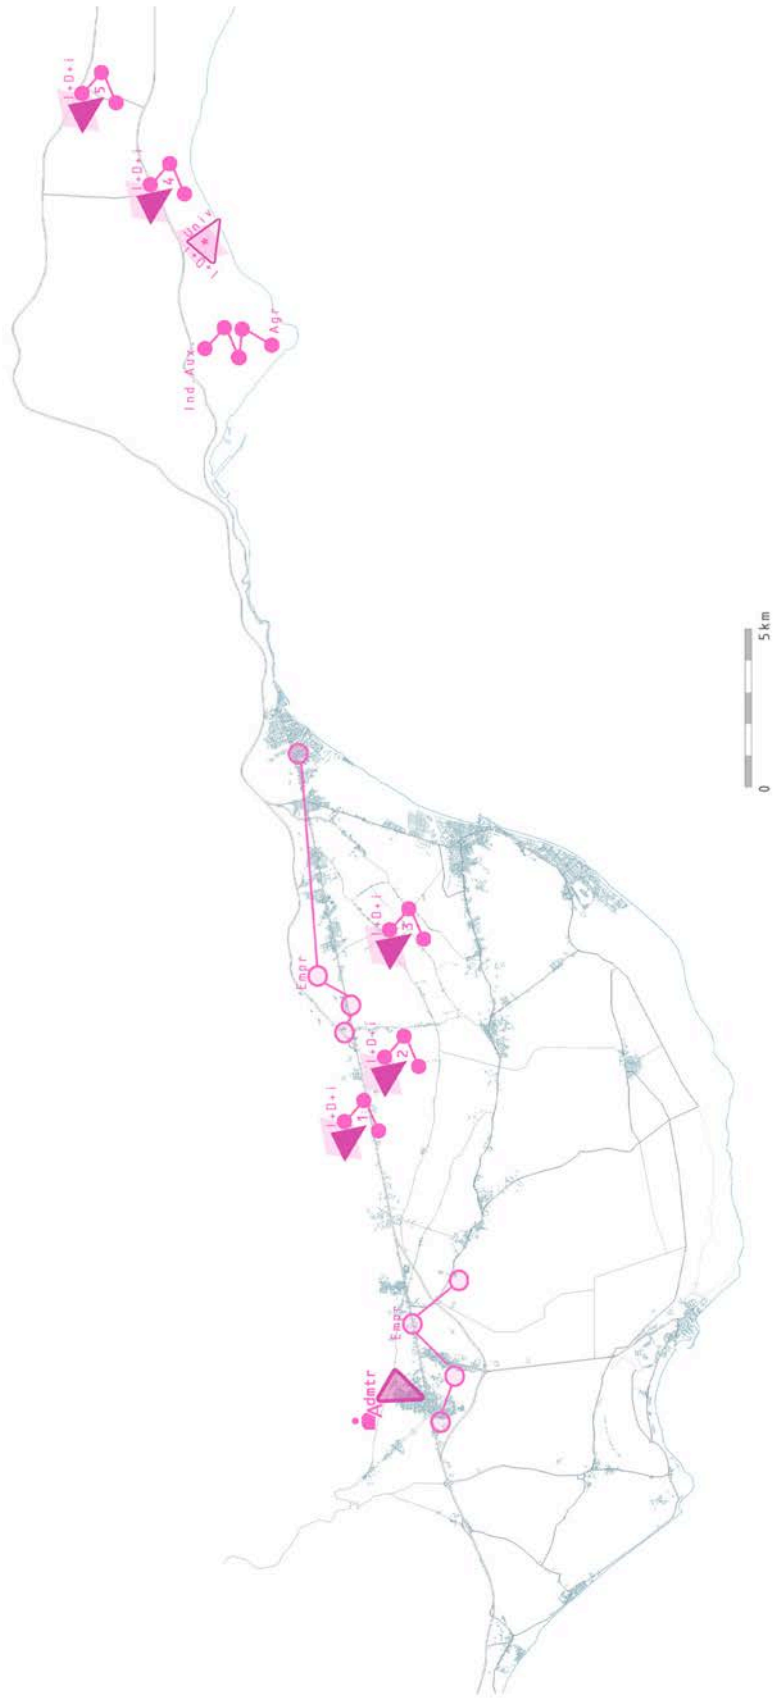 I+D+i
5
I+D+i
4
Univ
I+D+i
Ind Aux.
Agr
0
5km
Empr
I+D+i
3
I+D+i
2
I+D+i
1
Empr
Admtr